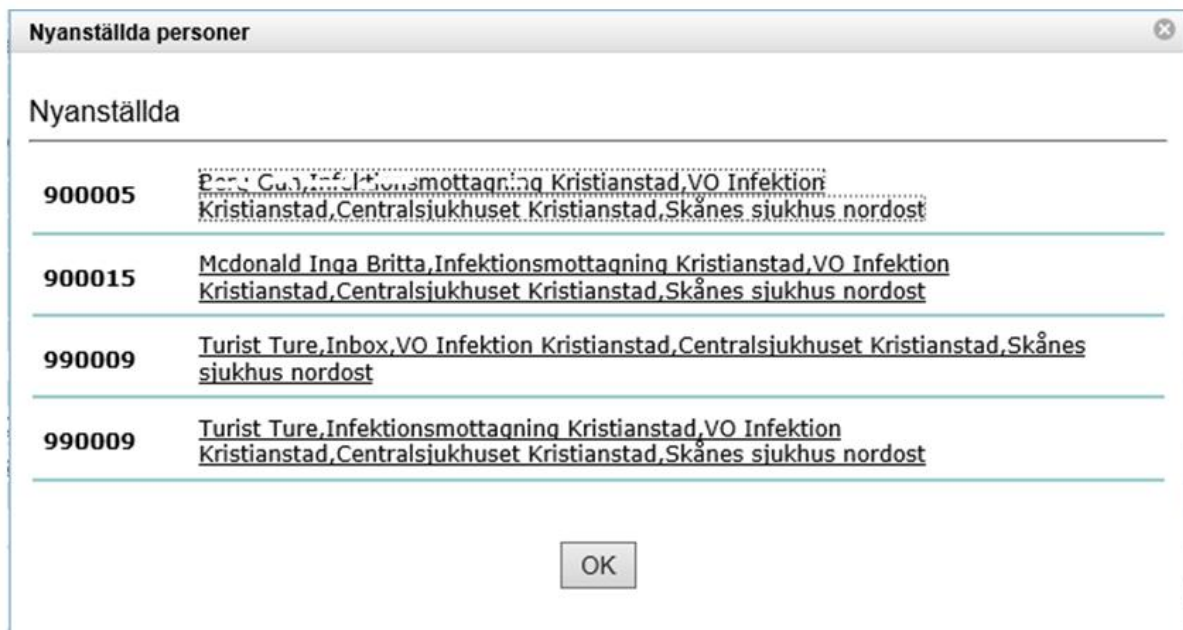 Nyanställda personer
Nyanställda
900005
Kristianstad,VO Infektion
Kristianstad,Centralsjukhuset Kristianstad,Skånes sjukhus nordost
900015
Mcdonald Inga Britta,Infektionsmottagning Kristianstad,VO Infektion
Kristianstad,Centralsjukhuset Kristianstad,Skånes sjukhus nordost
990009
Turist Ture,Inbox,VO Infektion Kristianstad,Centralsjukhuset Kristianstad,Skånes
sjukhus nordost
990009
Turist Ture,Infektionsmottagning Kristianstad,VO Infektion
Kristianstad,Centralsjukhuset Kristianstad,Skånes sjukhus nordost
OK